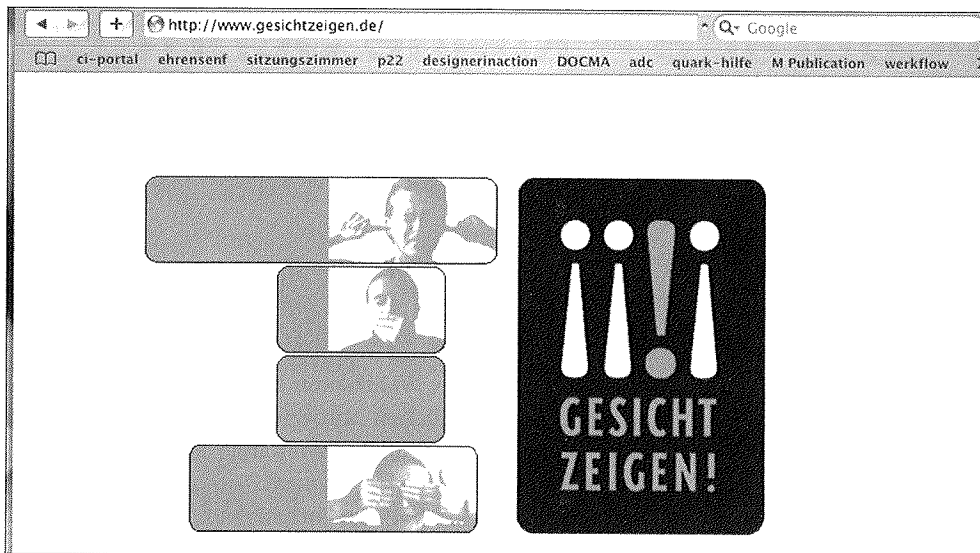 http://www.gesichtzeigen.de/ Google
ci-portal ehrensenf sitzungszimmer p22 designerinaction DOCMA adc quark-hilfe M Publication werkflow
GESICHT
ZEIGEN!